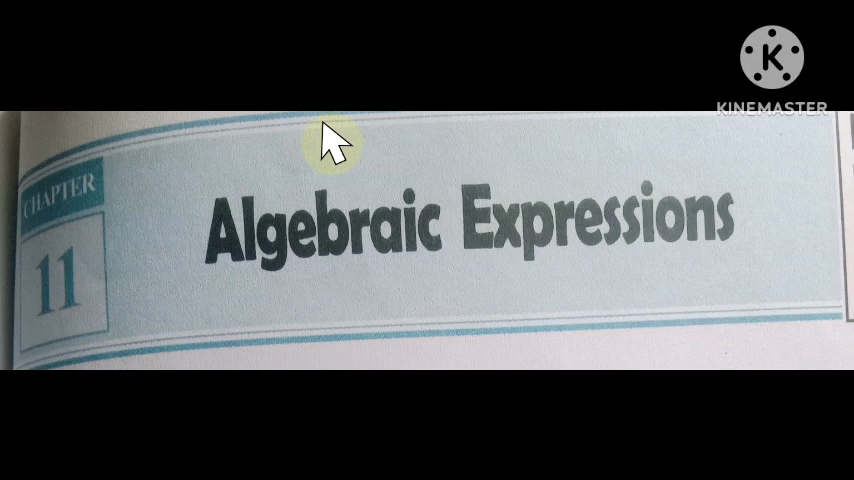 K
KINEMASTER
CHAPTER
11
Algebraic Expressions